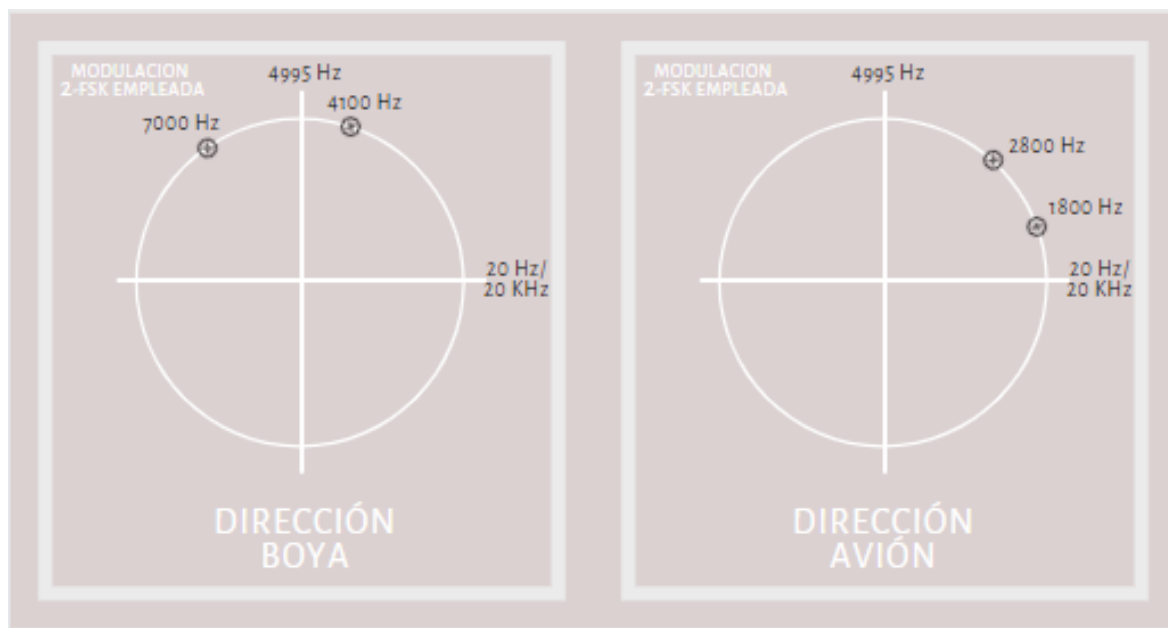 MODULACION
2-FSK EMPLEADA
4995 Hz
4100 Hz
7000 Hz
20 Hz/
20 KHz
DIRECCIÓN
BOYA
MODULACION
2-FSK EMPLEADA
4995 Hz
2800 Hz
1800 Hz
20 Hz/
20 KHz
DIRECCIÓN
AVIÓN